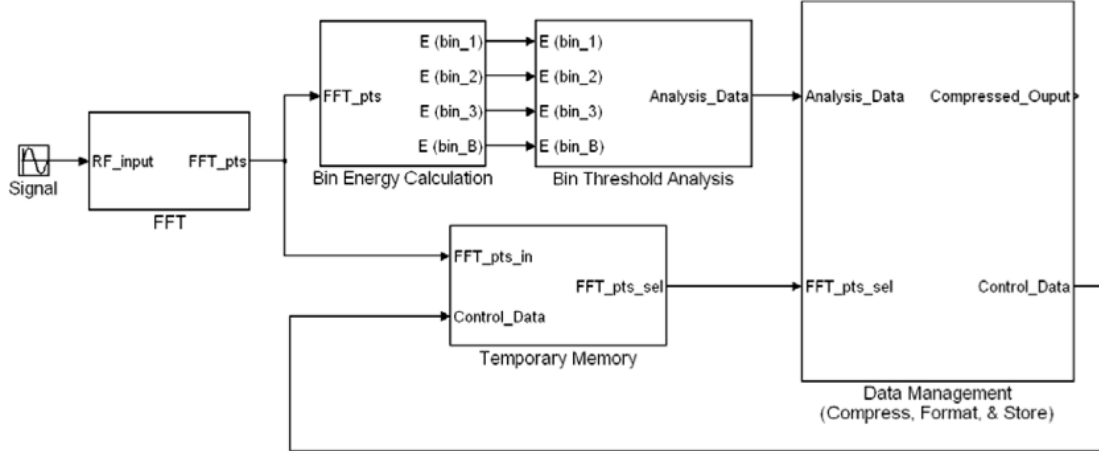 Signal
RF_input
FFT_pts
FFT
FFT_pts
E (bin_1)
E (bin_2)
E (bin_3)
E (bin_B)
Bin Energy Calculation
E (bin_1)
E (bin_2)
E (bin_3)
E (bin_B)
Analysis_Data
Bin Threshold Analysis
FFT_pts_in
Control_Data
FFT_pts_sel
Temporary Memory
Analysis_Data
Compressed_Ouput
FFT_pts_sel
Control_Data
Data Management
(Compress, Format, & Store)